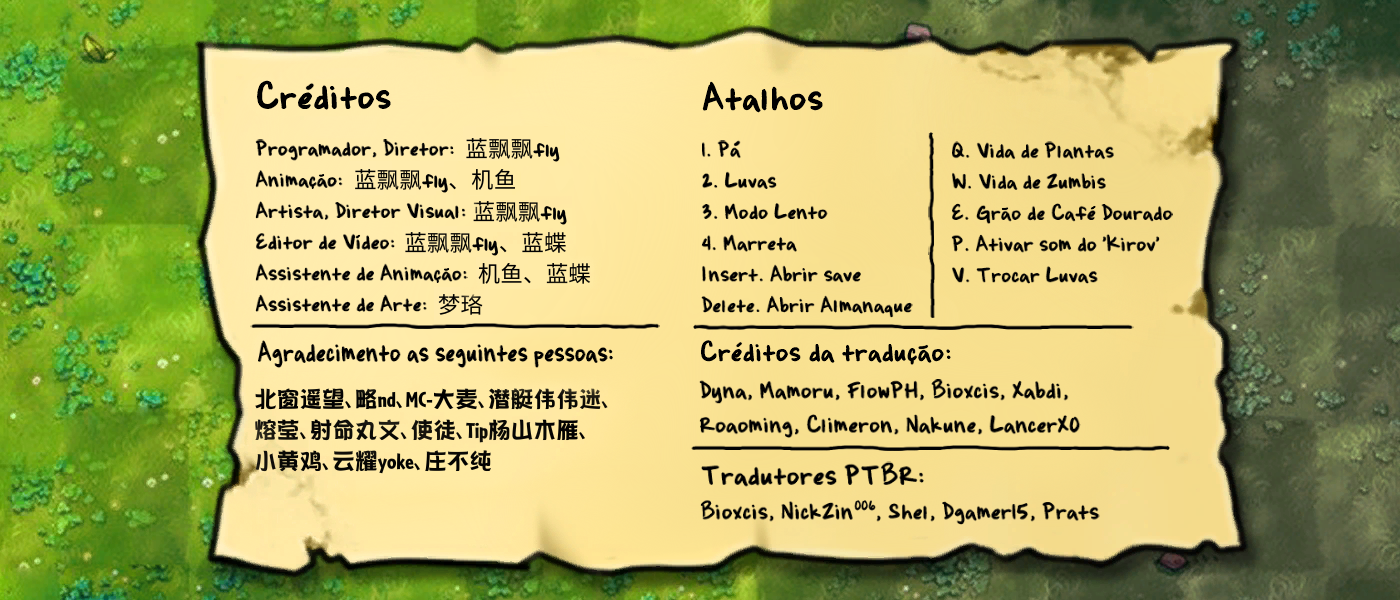 Créditos
Programador, Diretor: 蓝飘飘fly
Animação: 蓝飘飘fly、机鱼
Artista, Diretor Visual: 蓝飘飘fly
Editor de Vídeo: 蓝飘飘fly、蓝蝶
Assistente de Animação: 机鱼、蓝蝶
Assistente de Arte: 梦珞
Agradecimento as seguintes pessoas:
北窗遥望、略nd、MC-大麦、潜艇伟伟迷、
熔莹、射命丸文、使徒、Tip杨山木雁、
小黄鸡、云耀yoke、庄不纯
Atalhos
1. Pá
2. Luvas
3. Modo Lento
4. Marreta
Insert. Abrir save
Delete. Abrir Almanaque
Q. Vida de Plantas
W. Vida de Zumbis
E. Grão de Café Dourado
P. Ativar som do 'Kirov'
V. Trocar Luvas
Créditos da tradução:
Dyna, Mamoru, FlowPH, Bioxcis, Xabdi,
Roaoming, Climeron, Nakune, LancerXO
Tradutores PTBR:
Bioxcis, NickZin⁰⁰⁶, Shel, Dgamer15, Prats